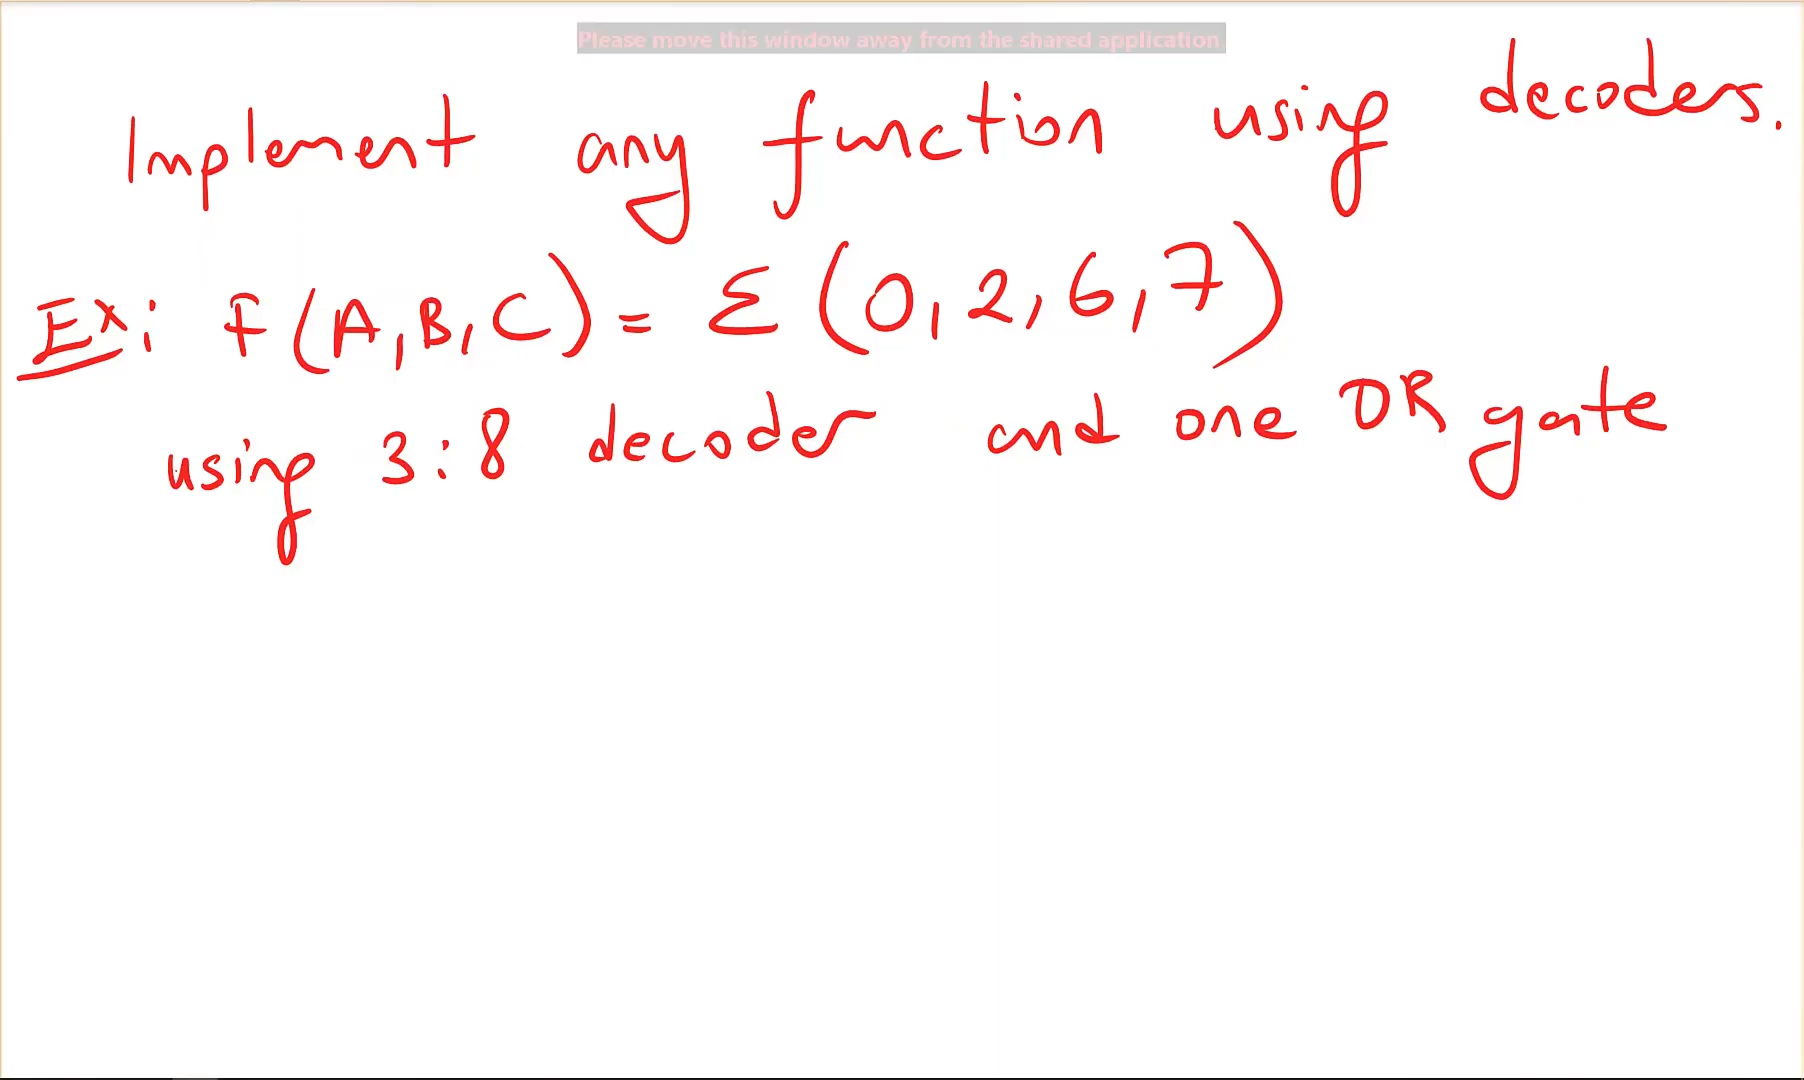 Please move this window away from the shared application
Implement any function using decoders.
Ex: F(A,B,C) = Σ(0,2,6,7)
using 3:8 decoder and one OR gate